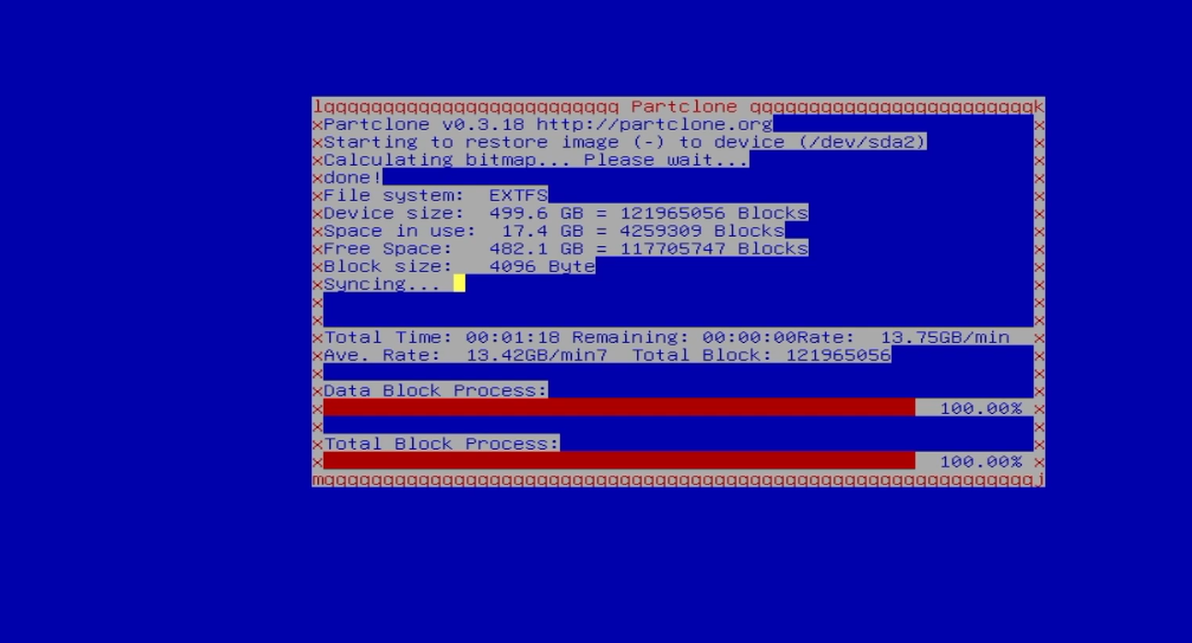 lqqqqqqqqqqqqqqqqqqqqqqqqq Partclone qqqqqqqqqqqqqqqqqqqqqqqqk
xPartclone v0.3.18 http://partclone.org x
xStarting to restore image (-) to device (/dev/sda2) x
xCalculating bitmap... Please wait... x
xdone! x
xFile system:  EXTFS x
xDevice size:  499.6 GB = 121965056 Blocks x
xSpace in use:  17.4 GB = 4259309 Blocks x
xFree Space:   482.1 GB = 117705747 Blocks x
xBlock size:   4096 Byte x
xSyncing... x
x x
x x
xTotal Time: 00:01:18 Remaining: 00:00:00Rate:  13.75GB/min x
xAve. Rate:  13.42GB/min7  Total Block: 121965056 x
x x
xData Block Process: x
x 100.00% x
x x
xTotal Block Process: x
x 100.00% x
mqqqqqqqqqqqqqqqqqqqqqqqqqqqqqqqqqqqqqqqqqqqqqqqqqqqqqqqqqqqqj